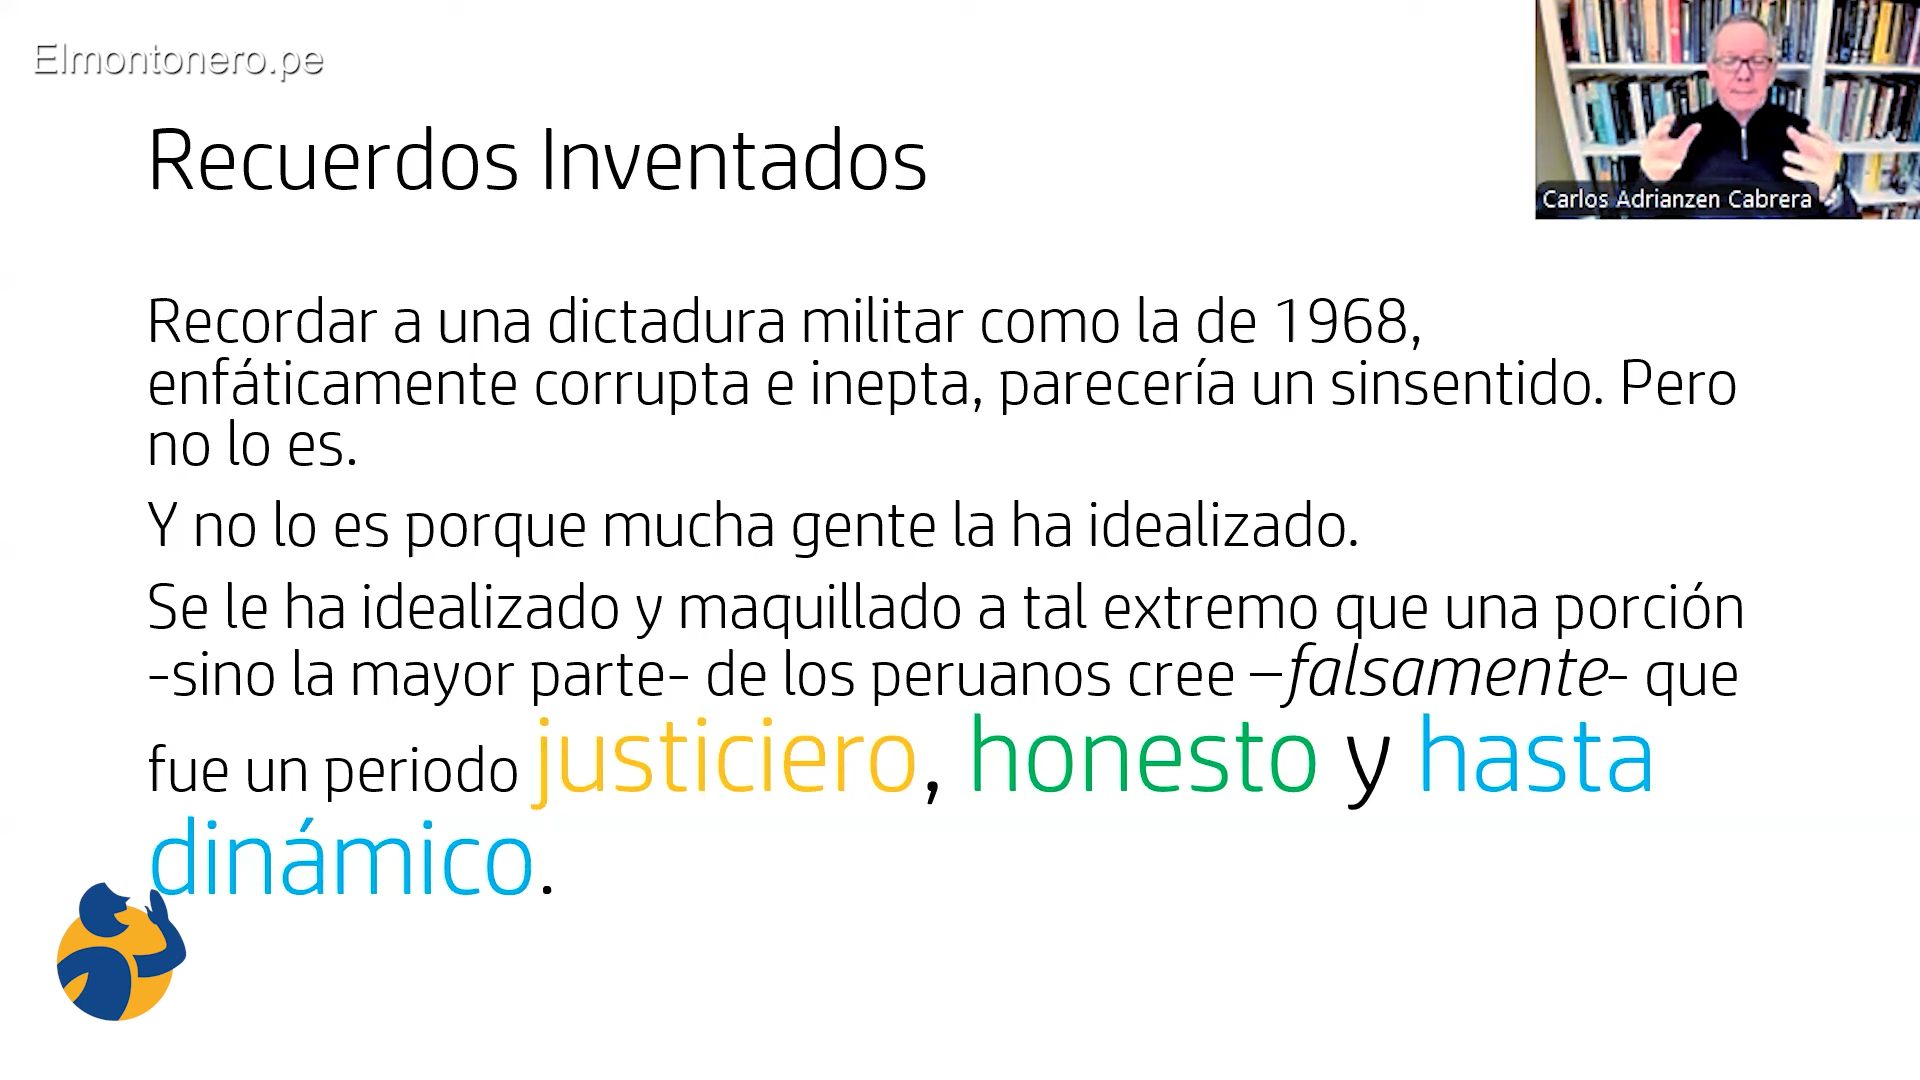 Elmontonero.pe
Carlos Adrianzen Cabrera
Recuerdos Inventados
Recordar a una dictadura militar como la de 1968,
enfáticamente corrupta e inepta, parecería un sinsentido. Pero
no lo es.
Y no lo es porque mucha gente la ha idealizado.
Se le ha idealizado y maquillado a tal extremo que una porción
-sino la mayor parte- de los peruanos cree –falsamente- que
fue un periodo justiciero, honesto y hasta
dinámico.